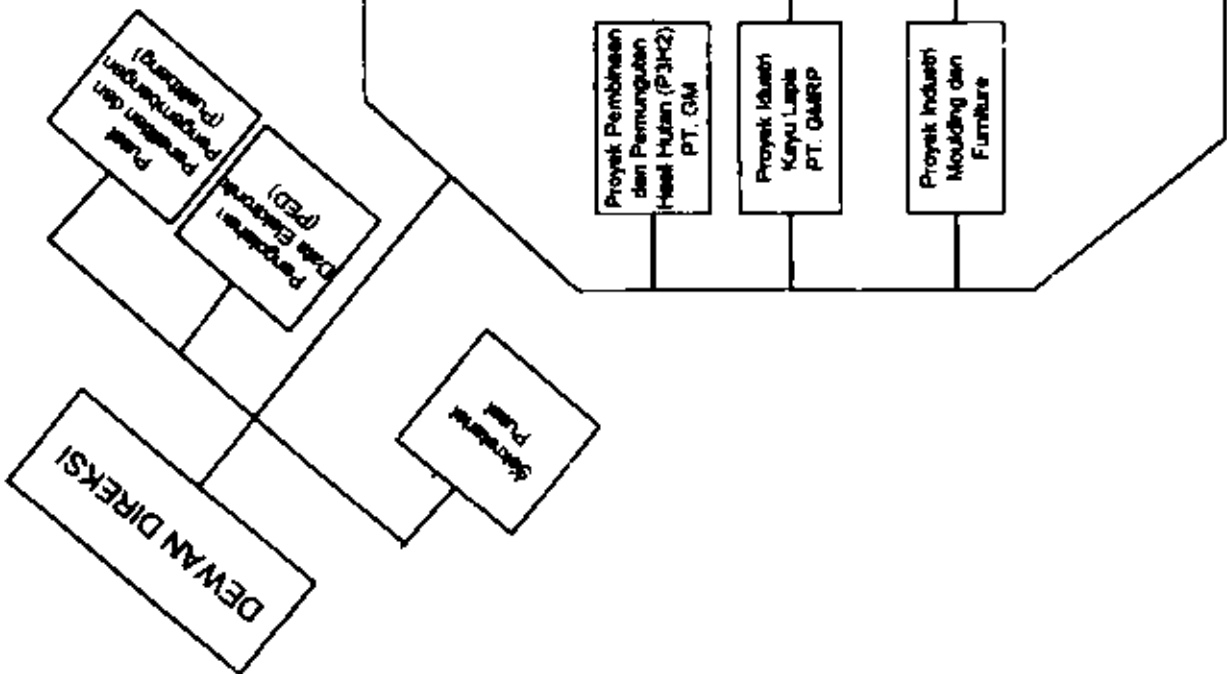 DEWAN DIREKSI
Pusat
Penelitian dan
Pengembangan
(Puslitbang)
Pengolahan
Data Elektronik
(PED)
Sekretariat
Pusat
Proyek Pembinaan
dan Pemungutan
Hasil Hutan (P3H2)
PT. GM
Proyek Idustri
Kayu Lapis
PT. GMRP
Proyek Industri
Moulding dan
Furniture